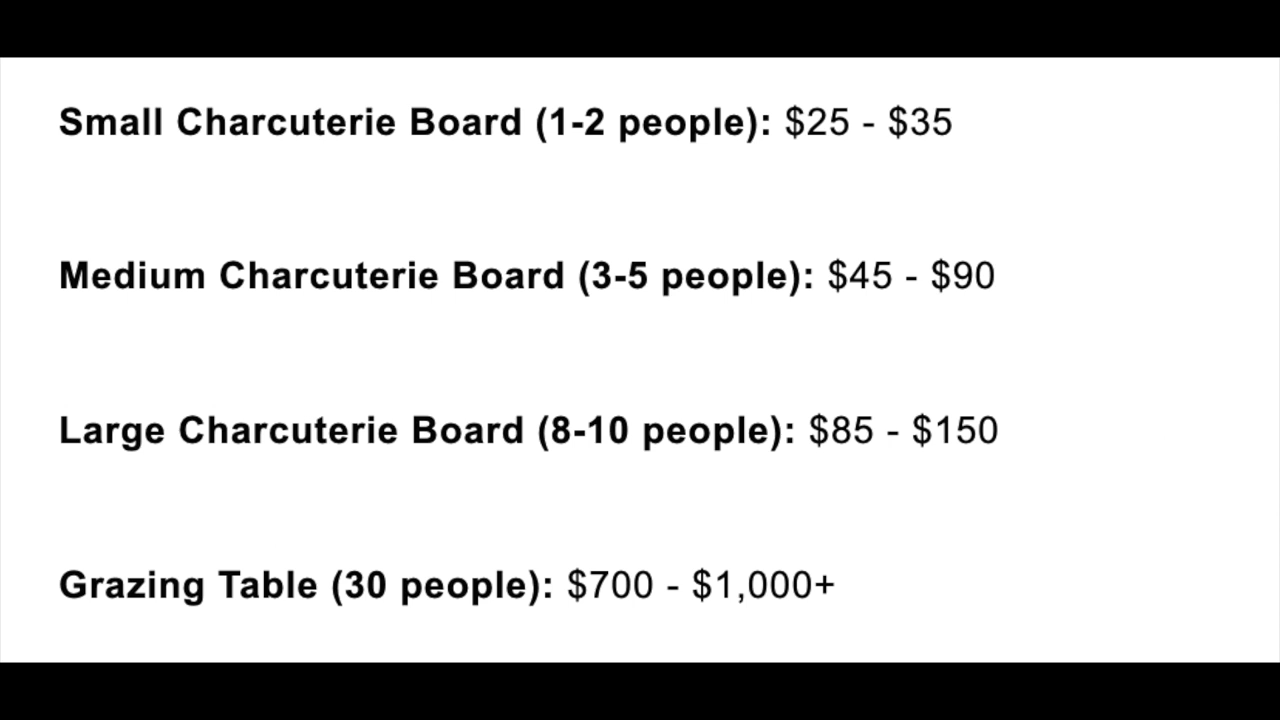 Small Charcuterie Board (1-2 people): $25 - $35
Medium Charcuterie Board (3-5 people): $45 - $90
Large Charcuterie Board (8-10 people): $85 - $150
Grazing Table (30 people): $700 - $1,000+